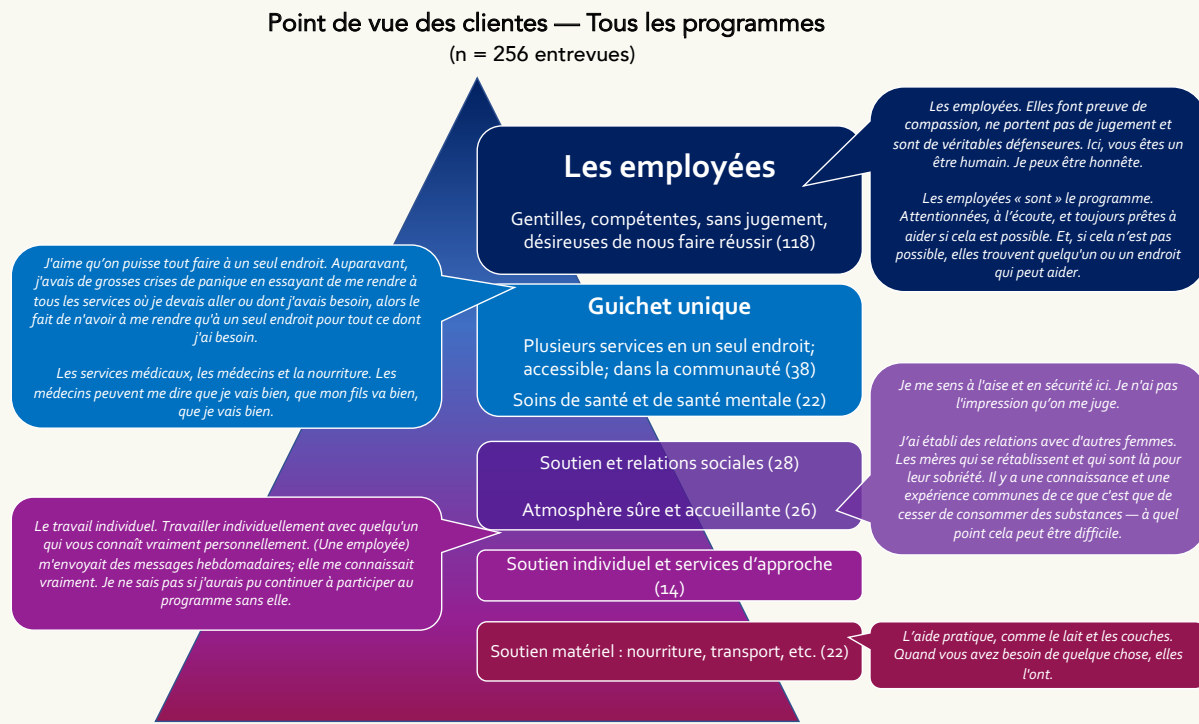 Point de vue des clientes — Tous les programmes
(n = 256 entrevues)
Les employées
Gentilles, compétentes, sans jugement,
désireuses de nous faire réussir (118)
Les employées. Elles font preuve de
compassion, ne portent pas de jugement et
sont de véritables défenseures. Ici, vous êtes un
être humain. Je peux être honnête.
Les employées « sont » le programme.
Attentionnées, à l’écoute, et toujours prêtes à
aider si cela est possible. Et, si cela n’est pas
possible, elles trouvent quelqu'un ou un endroit
qui peut aider.
J'aime qu’on puisse tout faire à un seul endroit. Auparavant,
j'avais de grosses crises de panique en essayant de me rendre à
tous les services où je devais aller ou dont j'avais besoin, alors le
fait de n'avoir à me rendre qu'à un seul endroit pour tout ce dont
j'ai besoin.
Les services médicaux, les médecins et la nourriture. Les
médecins peuvent me dire que je vais bien, que mon fils va bien,
que je vais bien.
Guichet unique
Plusieurs services en un seul endroit;
accessible; dans la communauté (38)
Soins de santé et de santé mentale (22)
Soutien et relations sociales (28)
Atmosphère sûre et accueillante (26)
Je me sens à l'aise et en sécurité ici. Je n'ai pas
l'impression qu’on me juge.
J’ai établi des relations avec d'autres femmes.
Les mères qui se rétablissent et qui sont là pour
leur sobriété. Il y a une connaissance et une
expérience communes de ce que c'est que de
cesser de consommer des substances — à quel
point cela peut être difficile.
Le travail individuel. Travailler individuellement avec quelqu'un
qui vous connaît vraiment personnellement. (Une employée)
m'envoyait des messages hebdomadaires; elle me connaissait
vraiment. Je ne sais pas si j'aurais pu continuer à participer au
programme sans elle.
Soutien individuel et services d’approche
(14)
Soutien matériel : nourriture, transport, etc. (22)
L’aide pratique, comme le lait et les couches.
Quand vous avez besoin de quelque chose, elles
l'ont.